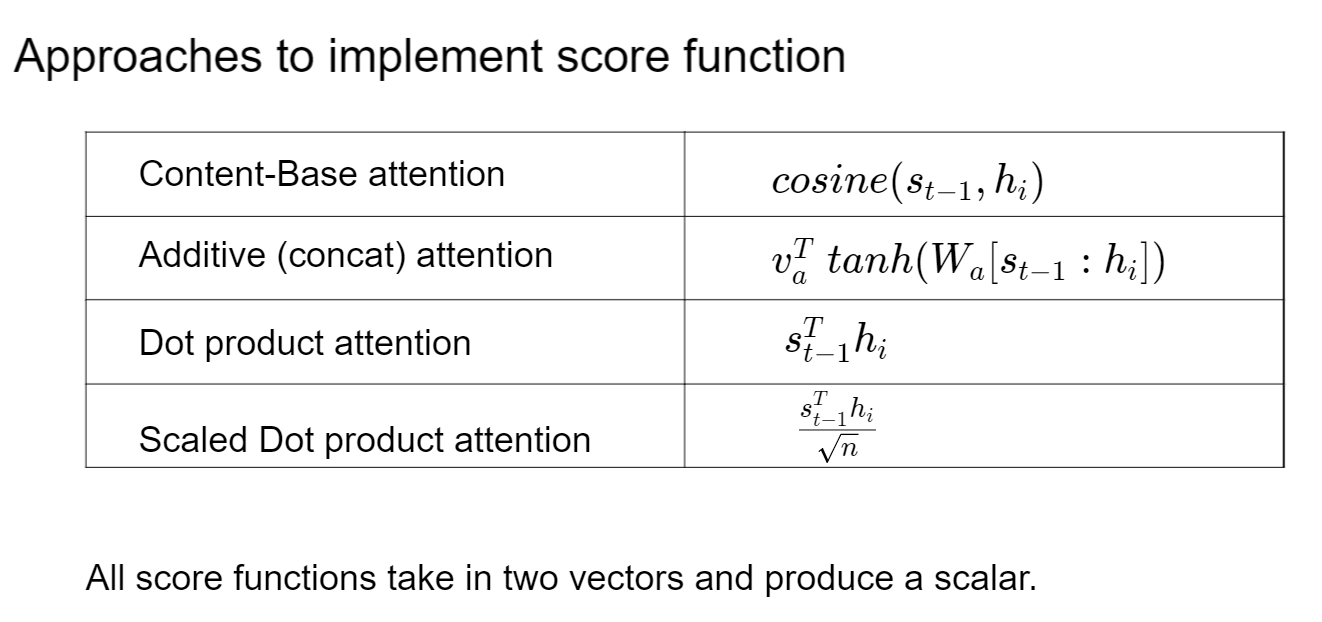 Approaches to implement score function
Content-Base attention
$cosine(s_{t-1}, h_i)$
Additive (concat) attention
$v_a^T \ tanh(W_a[s_{t-1} : h_i])$
Dot product attention
$s_{t-1}^T h_i$
Scaled Dot product attention
$\frac{s_{t-1}^T h_i}{\sqrt{n}}$
All score functions take in two vectors and produce a scalar.